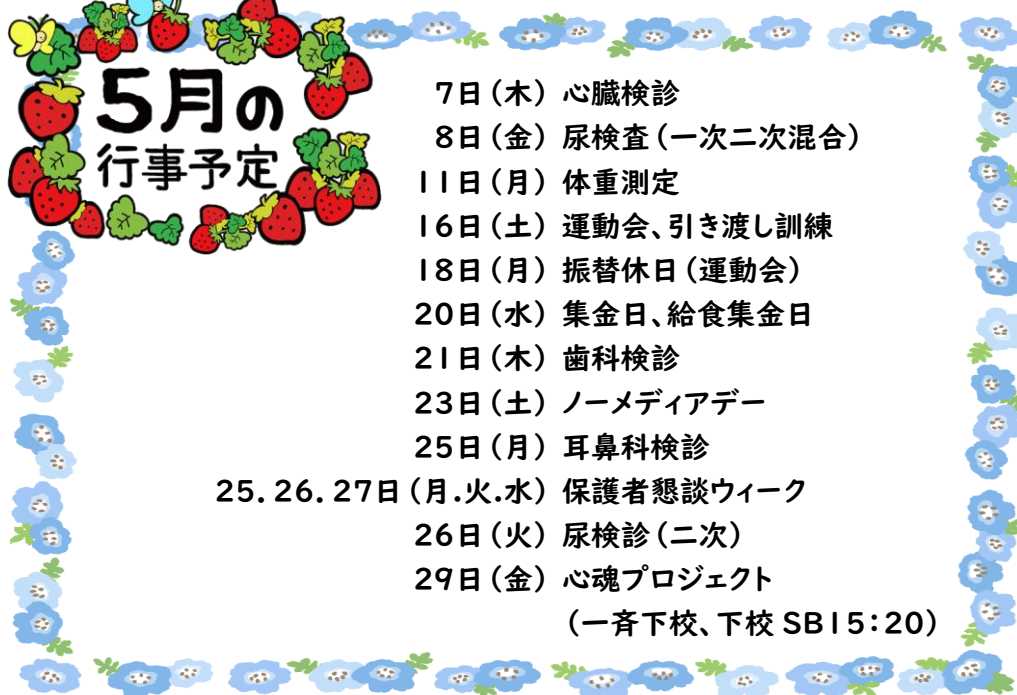 5月の
行事予定
7日（木） 心臓検診
8日（金） 尿検査（一次二次混合）
11日（月） 体重測定
16日（土） 運動会、引き渡し訓練
18日（月） 振替休日（運動会）
20日（水） 集金日、給食集金日
21日（木） 歯科検診
23日（土） ノーメディアデー
25日（月） 耳鼻科検診
25．26．27日（月.火.水） 保護者懇談ウィーク
26日（火） 尿検診（二次）
29日（金） 心魂プロジェクト
（一斉下校、下校 SB15：20）